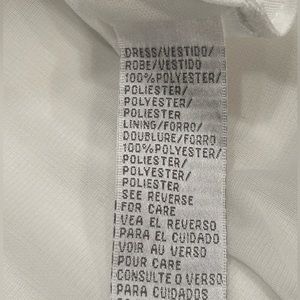 DRESS/VESTIDO/
ROBE/VESTIDO
100%POLYESTER/
POLIESTER/
POLYESTER/
POLIESTER
LINING/FORRO/
DOUBLURE/FORRO
100%POLYESTER/
POLIESTER/
POLYESTER/
POLIESTER
SEE REVERSE
FOR CARE
VEA EL REVERSO
PARA EL CUIDADO
VOIR AU VERSO
POUR CARE
CONSULTE O VERSO
PARA CUIDADOS